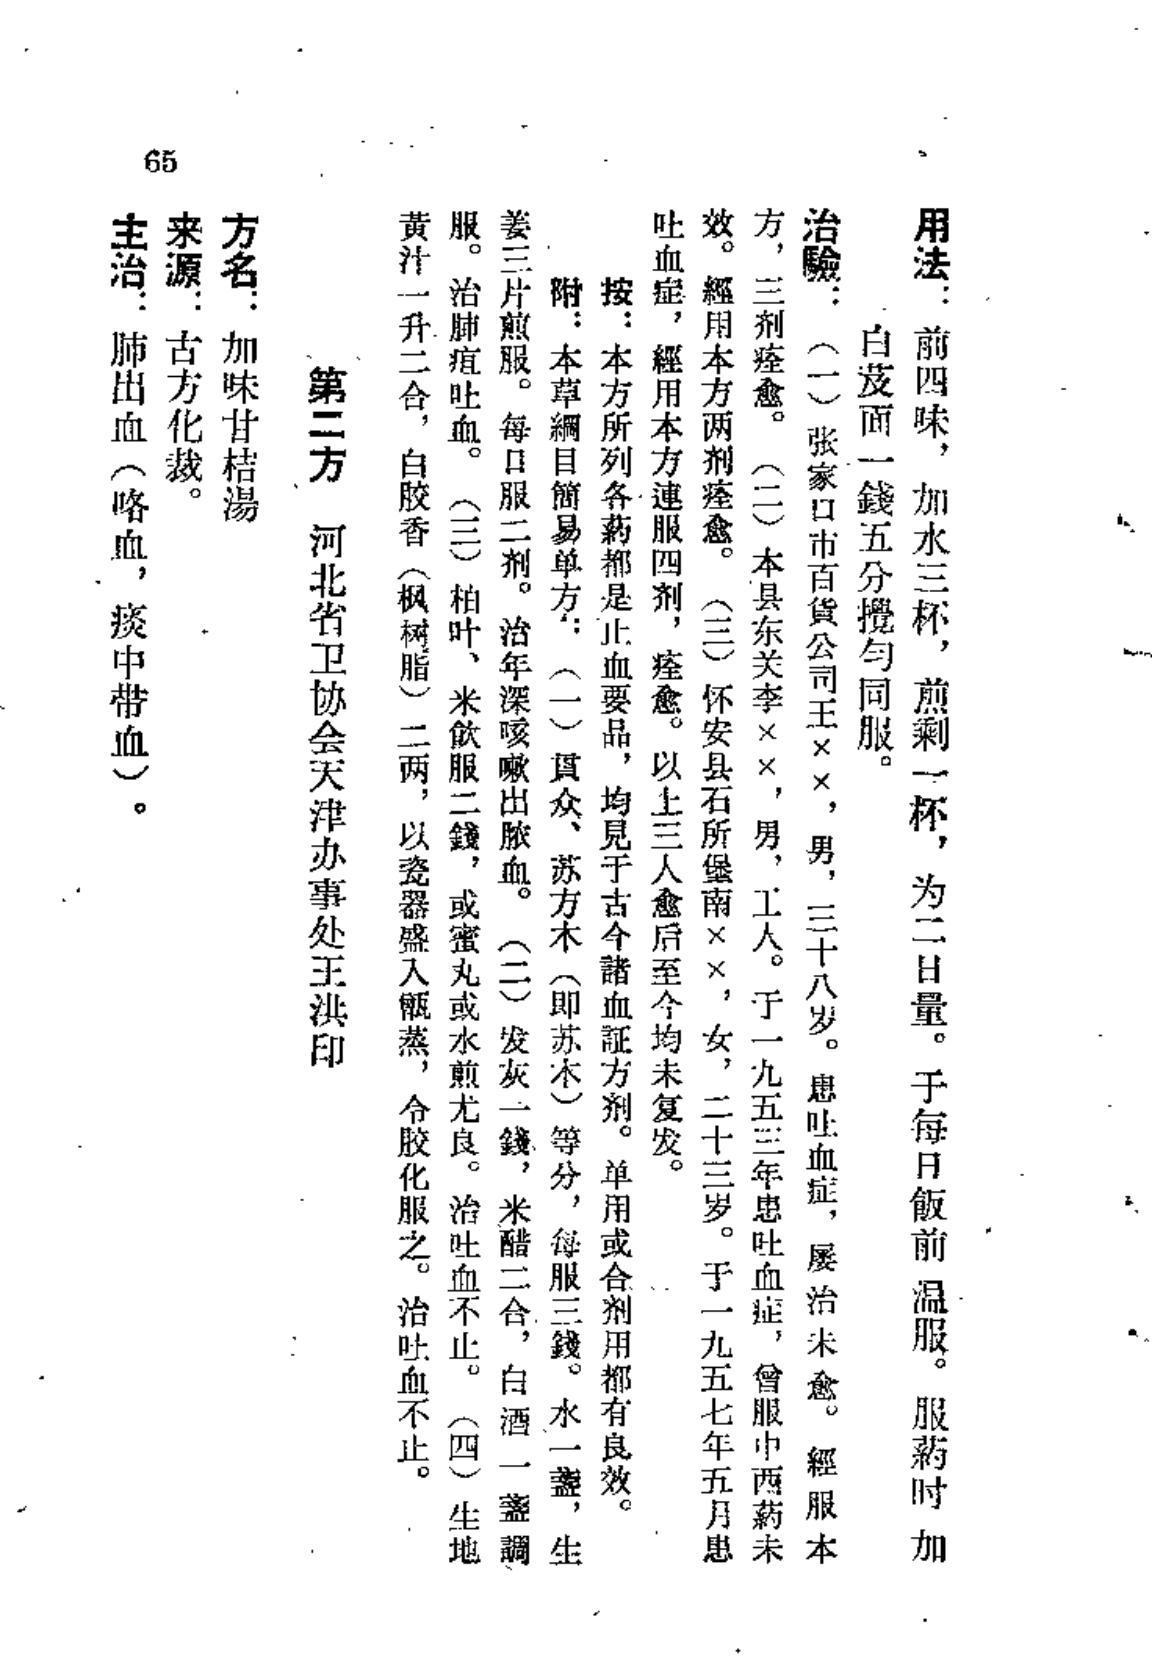 用法：前四味，加水三杯，煎剩一杯，为二日量。于每日飯前温服。服葯时加
白芨面一錢五分攪匀同服。
治驗：（一）张家口市百貨公司王××，男，三十八岁。患吐血症，屡治未愈。經服本
方，三剂痊愈。（二）本县东关李××，男，工人。于一九五三年患吐血症，曾服中西葯未
效。經用本方两剂痊愈。（三）怀安县石所堡南××，女，二十三岁。于一九五七年五月患
吐血症，經用本方連服四剂，痊愈。以上三人愈后至今均未复发。
按：本方所列各葯都是止血要品，均見于古今諸血証方剂。单用或合剂用都有良效。
附：本草綱目簡易单方：（一）貫众、苏方木（即苏木）等分，每服三錢。水一盞，生
姜三片煎服。每日服二剂。治年深咳嗽出脓血。（二）发灰一錢，米醋二合，白酒一盞調
服。治肺疽吐血。（三）柏叶、米飲服二錢，或蜜丸或水煎尤良。治吐血不止。（四）生地
黃汁一升二合，白胶香（枫树脂）二两，以瓷器盛入甑蒸，令胶化服之。治吐血不止。
第二方　河北省卫协会天津办事处王洪印
方名：加味甘桔湯
来源：古方化裁。
主治：肺出血（咯血，痰中带血）。
65